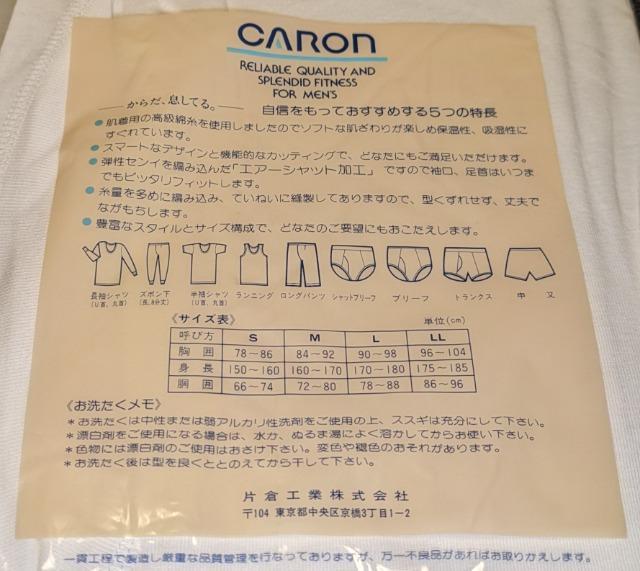 CARON
RELIABLE QUALITY AND
SPLENDID FITNESS
FOR MEN'S
からだ、息してる。
自信をもっておすすめする5つの特長
● 肌着用の高級綿糸を使用しましたのでソフトな肌ざわりが楽しめ保温性、吸湿性に
すぐれています。
● スマートなデザインと機能的なカッティングで、どなたにもご満足いただけます。
● 弾性センイを編み込んだ「エアーシャット加工」ですので袖口、足首はいつま
でもピッタリフィットします。
● 糸量を多めに編み込み、ていねいに縫製してありますので、型くずれせず、丈夫で
ながもちします。
● 豊富なスタイルとサイズ構成で、どなたのご要望にもおこたえします。
長袖シャツ ズボン下 半袖シャツ ランニング ロングパンツ シャットブリーフ ブリーフ トランクス 申又
(U首、丸首) (長、8分丈) (U首、丸首)
《サイズ表》 単位(cm)
呼び方 S M L LL
胸囲 78~86 84~92 90~98 96~104
身長 150~160 160~170 170~180 175~185
胴囲 66~74 72~80 78~88 86~96
《お洗たくメモ》
*お洗たくは中性または弱アルカリ性洗剤をご使用の上、ススギは充分にして下さい。
*漂白剤をご使用になる場合は、水か、ぬるま湯によく溶かしてからお使い下さい。
*色物には漂白剤のご使用はおさけ下さい。変色や褪色のおそれがあります。
*お洗たく後は型を良くととのえてから干して下さい。
片倉工業株式会社
〒104 東京都中央区京橋3丁目1-2
一貫工程で製造し厳重な品質管理を行なっておりますが、万一不良品があればお取りかえします。